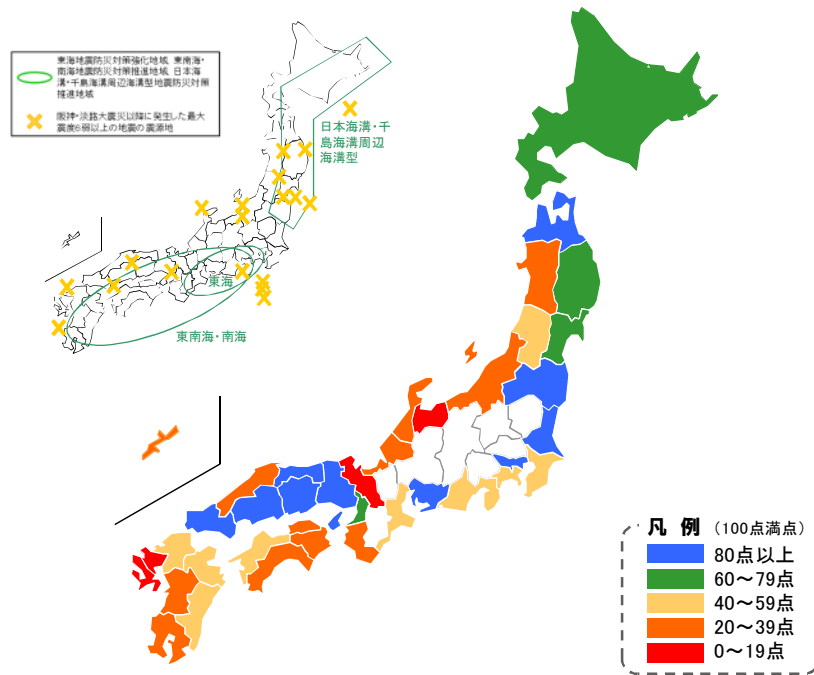 東海地震防災対策強化地域、東南海・
南海地震防災対策推進地域、日本海
溝・千島海溝周辺海溝型地震防災対策
推進地域
阪神・淡路大震災以降に発生した最大
震度6弱以上の地震の震源地
日本海溝・千
島海溝周辺
海溝型
東海
東南海・南海
凡 例 （100点満点）
80点以上
60～79点
40～59点
20～39点
0～19点